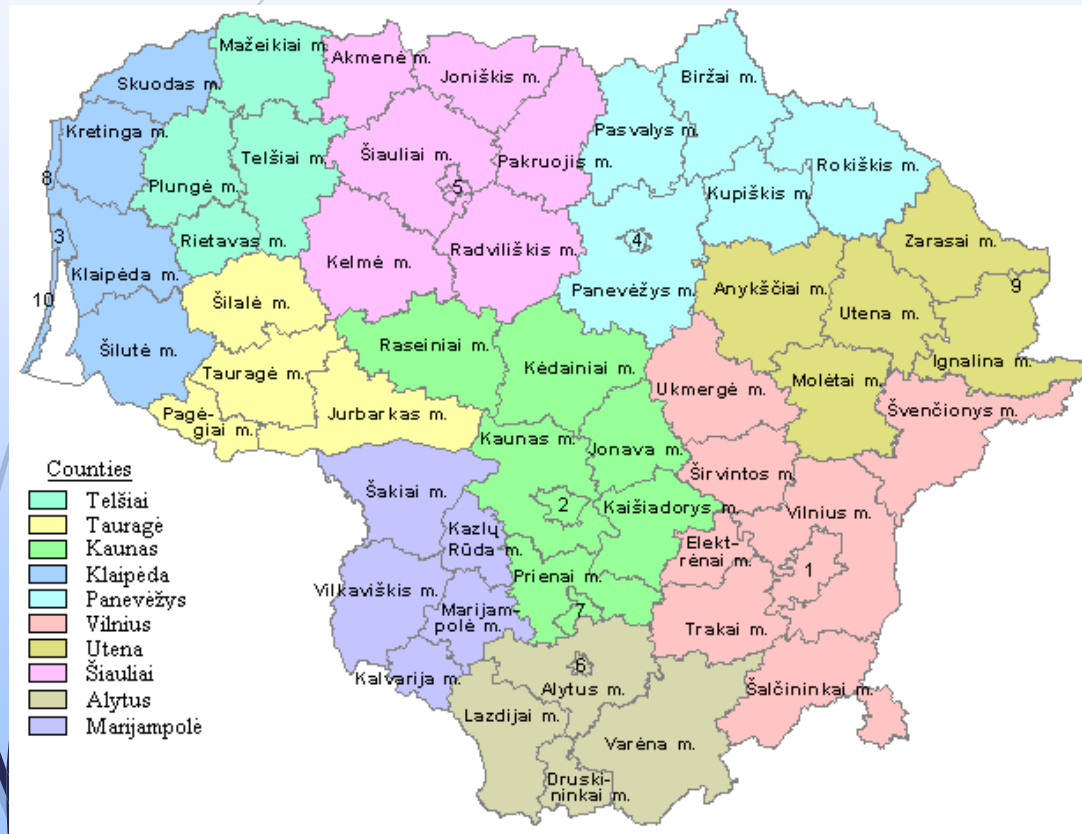 Mažeikiai m.
Akmenė m.
Joniškis m.
Biržai m.
Skuodas m.
Kretinga m.
Pasvalys m.
Telšiai m.
Šiauliai m.
Pakruojis m.
Rokiškis m.
8
Plungė m.
5
Kupiškis m.
3
Rietavas m.
Radviliškis m.
4
Zarasai m.
Klaipėda m.
Kelmė m.
10
Šilalė m.
Panevėžys m.
Anykščiai m.
9
Utena m.
Šilutė m.
Raseiniai m.
Kėdainiai m.
Ignalina m.
Tauragė m.
Ukmergė m.
Molėtai m.
Pagė-
giai m.
Jurbarkas m.
Švenčionys m.
Kaunas m.
Jonava m.
Širvintos m.
Šakiai m.
2
Kaišiadorys m.
Vilnius m.
Kazlų
Rūda m.
Elekt-
rėnai m.
Prienai m.
1
Vilkaviškis m.
Marijam-
polė m.
7
Trakai m.
Kalvarija m.
6
Alytus m.
Šalčininkai m.
Lazdijai m.
Varėna m.
Druski-
ninkai m.
Counties
Telšiai
Tauragė
Kaunas
Klaipėda
Panevėžys
Vilnius
Utena
Šiauliai
Alytus
Marijampolė